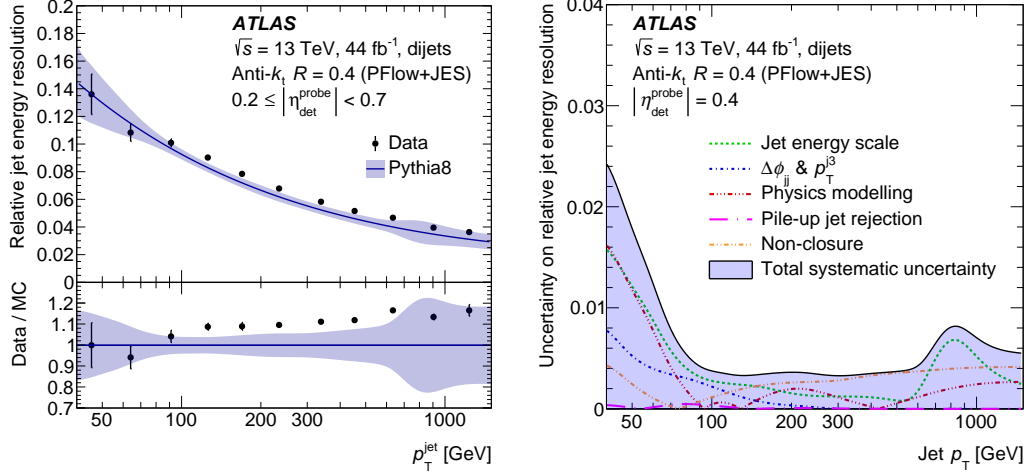 Relative jet energy resolution
0.2
0.18
0.16
0.14
0.12
0.1
0.08
0.06
0.04
0.02
0
ATLAS
√s = 13 TeV, 44 fb⁻¹, dijets
Anti-kₜ R = 0.4 (PFlow+JES)
0.2 ≤ |η_det^probe| < 0.7
Data
Pythia8
Data / MC
1.2
1.1
1.0
0.9
0.8
0.7
50
100
200
300
1000
p_T^jet [GeV]
Uncertainty on relative jet energy resolution
0.04
0.03
0.02
0.01
0
ATLAS
√s = 13 TeV, 44 fb⁻¹, dijets
Anti-kₜ R = 0.4 (PFlow+JES)
|η_det^probe| = 0.4
Jet energy scale
Δϕ_jj & p_T^j3
Physics modelling
Pile-up jet rejection
Non-closure
Total systematic uncertainty
50
100
200
300
1000
Jet p_T [GeV]